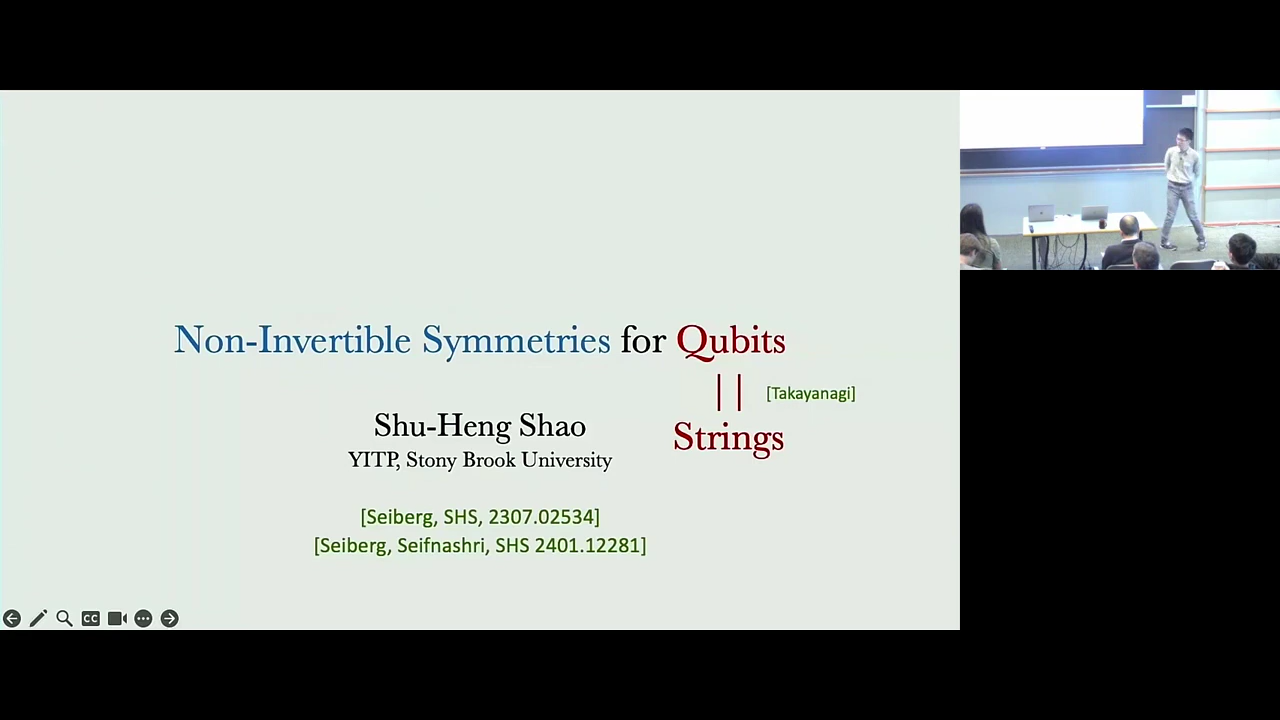 Non-Invertible Symmetries for Qubits
[Takayanagi]
Shu-Heng Shao
Strings
YITP, Stony Brook University
[Seiberg, SHS, 2307.02534]
[Seiberg, Seifnashri, SHS 2401.12281]
CC